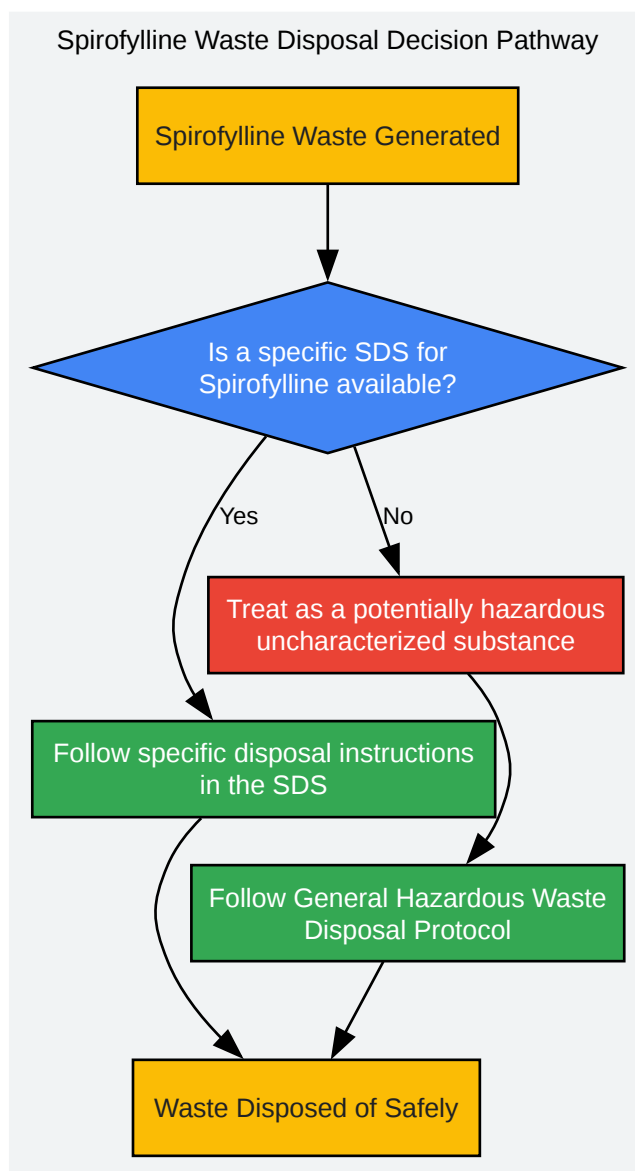 Spirofylline Waste Disposal Decision Pathway
Spirofylline Waste Generated
Is a specific SDS for
Spirofylline available?
Yes
No
Treat as a potentially hazardous
uncharacterized substance
Follow specific disposal instructions
in the SDS
Follow General Hazardous Waste
Disposal Protocol
Waste Disposed of Safely